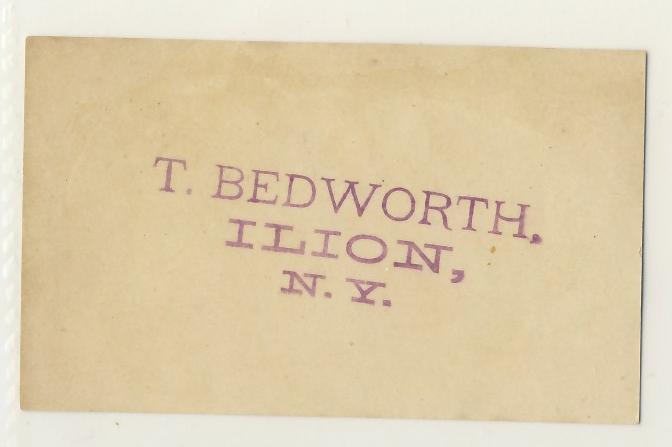 T. BEDWORTH.
ILION,
N. Y.